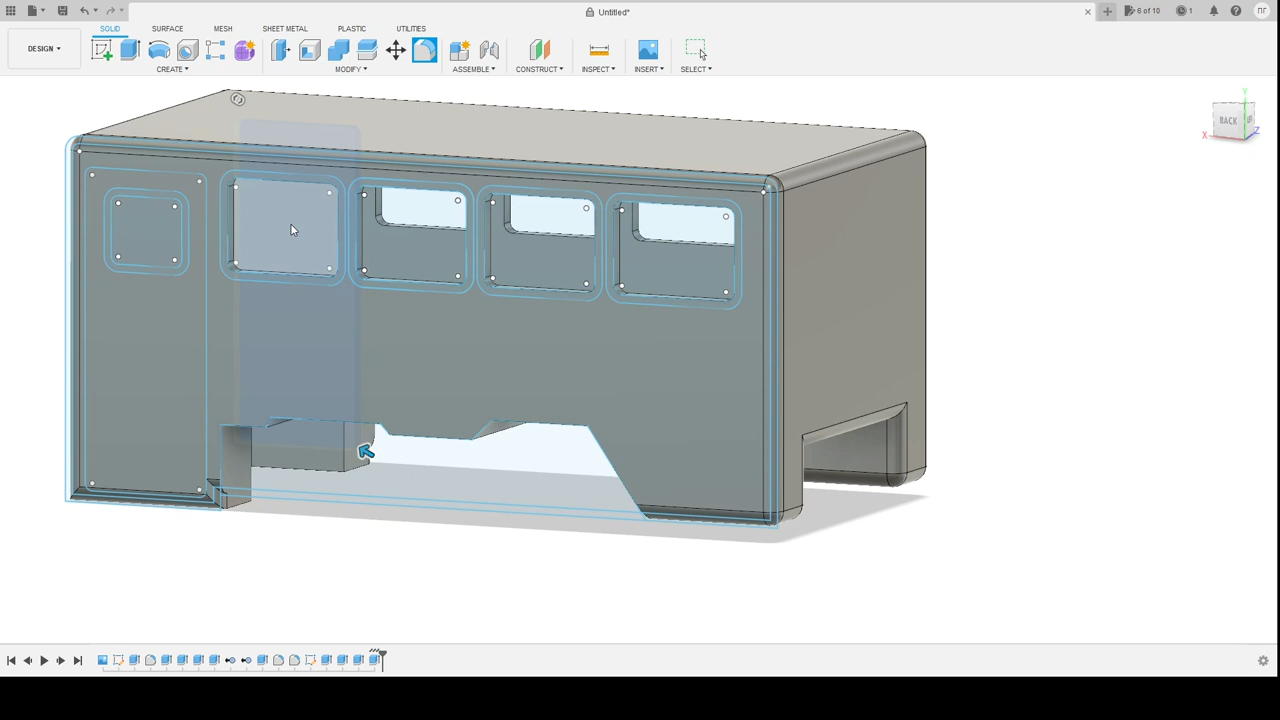 Untitled*
6 of 10
1
ПГ
SOLID
SURFACE
MESH
SHEET METAL
PLASTIC
UTILITIES
DESIGN
CREATE
MODIFY
ASSEMBLE
CONSTRUCT
INSPECT
INSERT
SELECT
Y
BACK
X
Z